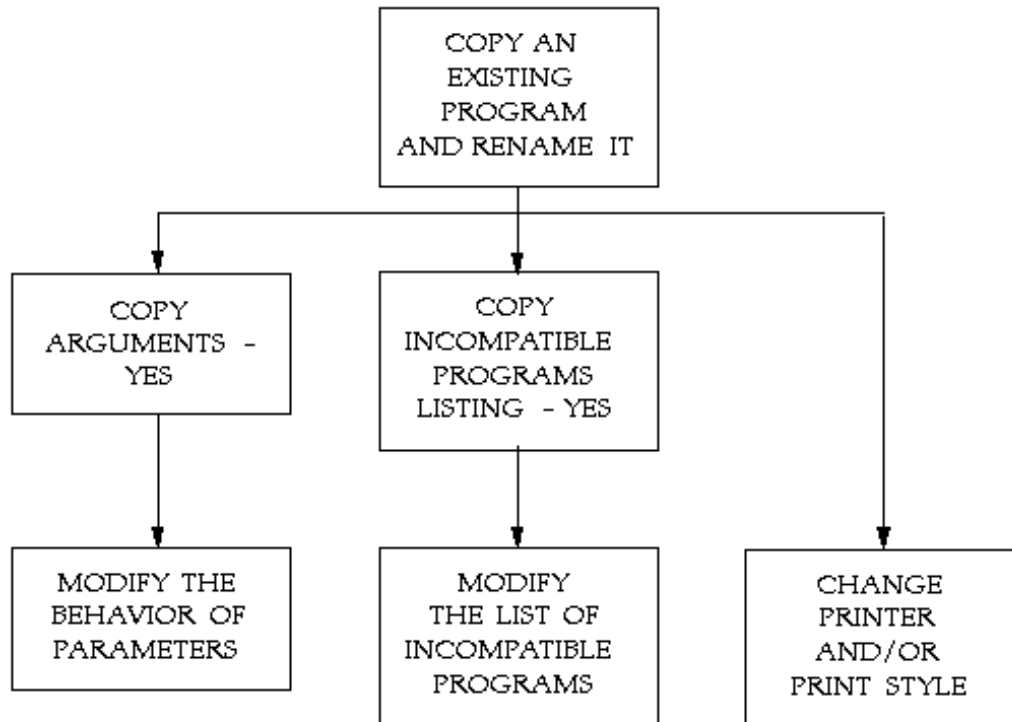 COPY AN
EXISTING
PROGRAM
AND RENAME IT
COPY
ARGUMENTS -
YES
COPY
INCOMPATIBLE
PROGRAMS
LISTING - YES
MODIFY THE
BEHAVIOR OF
PARAMETERS
MODIFY
THE LIST OF
INCOMPATIBLE
PROGRAMS
CHANGE
PRINTER
AND/OR
PRINT STYLE